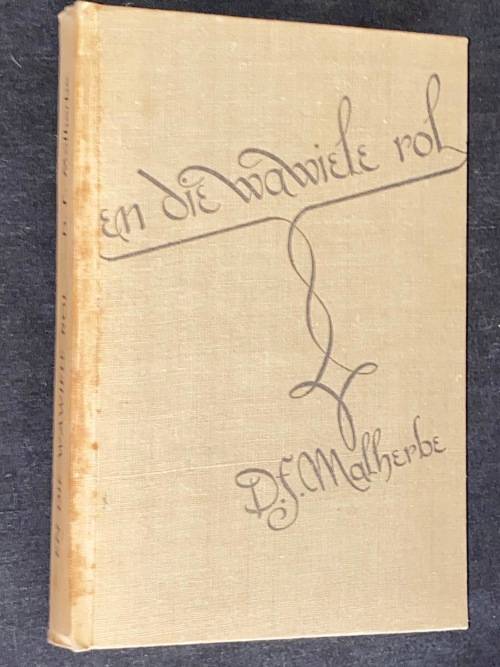 en die wawiele rol
D.f. Malherbe
EN DIE WAWIELE ROL D. F. Malherbe